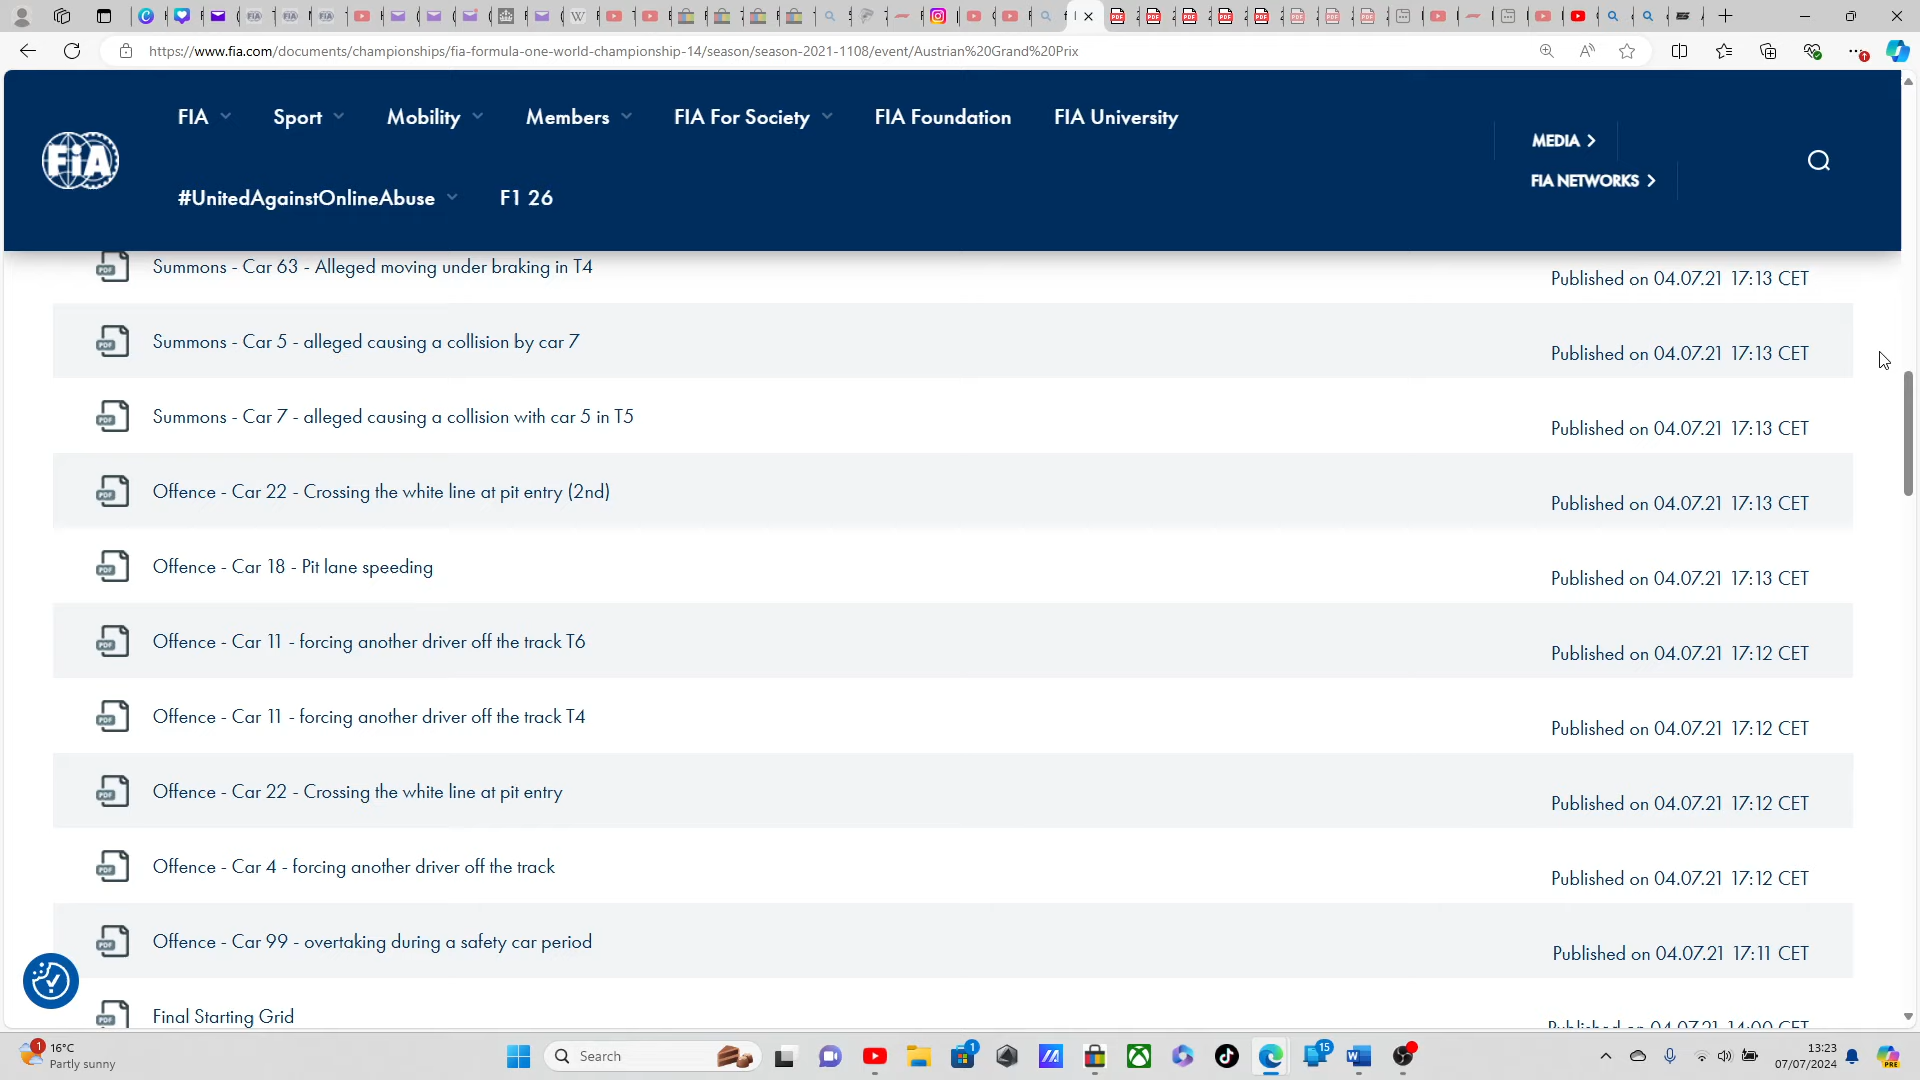 https://www.fia.com/documents/championships/fia-formula-one-world-championship-14/season/season-2021-1108/event/Austrian%20Grand%20Prix
FIA
Sport
Mobility
Members
FIA For Society
FIA Foundation
FIA University
MEDIA
#UnitedAgainstOnlineAbuse
F1 26
FIA NETWORKS
FiA
Summons - Car 63 - Alleged moving under braking in T4
Published on 04.07.21 17:13 CET
Summons - Car 5 - alleged causing a collision by car 7
Published on 04.07.21 17:13 CET
Summons - Car 7 - alleged causing a collision with car 5 in T5
Published on 04.07.21 17:13 CET
Offence - Car 22 - Crossing the white line at pit entry (2nd)
Published on 04.07.21 17:13 CET
Offence - Car 18 - Pit lane speeding
Published on 04.07.21 17:13 CET
Offence - Car 11 - forcing another driver off the track T6
Published on 04.07.21 17:12 CET
Offence - Car 11 - forcing another driver off the track T4
Published on 04.07.21 17:12 CET
Offence - Car 22 - Crossing the white line at pit entry
Published on 04.07.21 17:12 CET
Offence - Car 4 - forcing another driver off the track
Published on 04.07.21 17:12 CET
Offence - Car 99 - overtaking during a safety car period
Published on 04.07.21 17:11 CET
Final Starting Grid
Published on 04.07.21 14:00 CET
16°C
Partly sunny
Search
15
13:23
07/07/2024